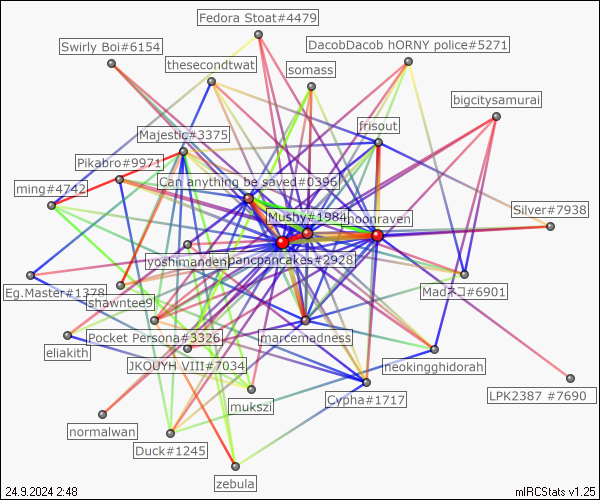 Fedora Stoat#4479
Swirly Boi#6154
DacobDacob hORNY police#5271
thesecondtwat
somass
bigcitysamurai
frisout
Majestic#3375
Pikabro#9971
ming#4742
Can anything be saved#0396
Mushy#1984
moonraven
Silver#7938
yoshimanden
pancpancakes#2928
Eg.Master#1378
shawntee9
Madネコ#6901
Pocket Persona#3326
marcemadness
eliakith
JKOUYH VIII#7034
neokingghidorah
mukszi
Cypha#1717
LPK2387 #7690
normalwan
Duck#1245
zebula
24.9.2024 2:48
mIRCStats v1.25